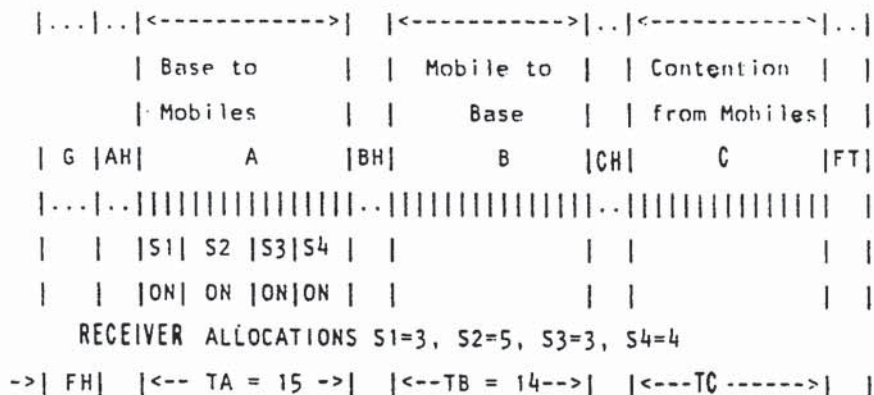 |...|..|<------------->| |<------------>|..|<------------>|..|
| Base to | | Mobile to | | Contention | |
| Mobiles | | Base | | from Mobiles| |
| G |AH| A |BH| B |CH| C |FT|
|...|..|||||||||||||||||..|||||||||||||||..||||||||||||||| |
| | |S1| S2 |S3|S4 | | | | | |
| | |ON| ON |ON|ON | | | | | |
RECEIVER ALLOCATIONS S1=3, S2=5, S3=3, S4=4
->| FH| |<-- TA = 15 ->| |<--TB = 14-->| |<---TC ------>| |